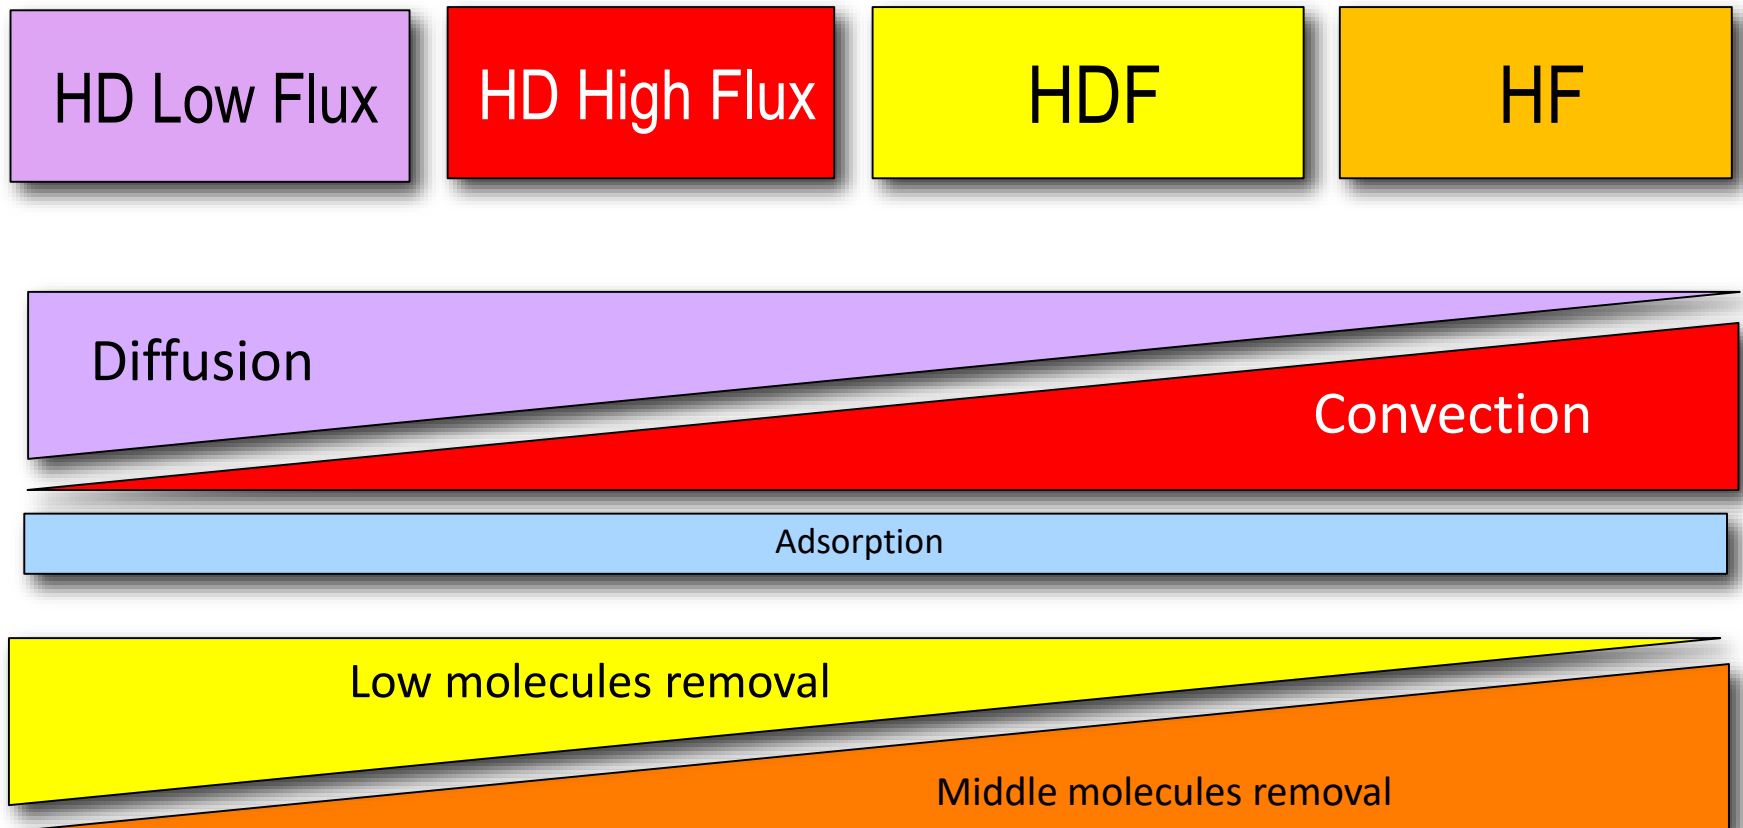 HD Low Flux
HD High Flux
HDF
HF
Diffusion
Convection
Adsorption
Low molecules removal
Middle molecules removal